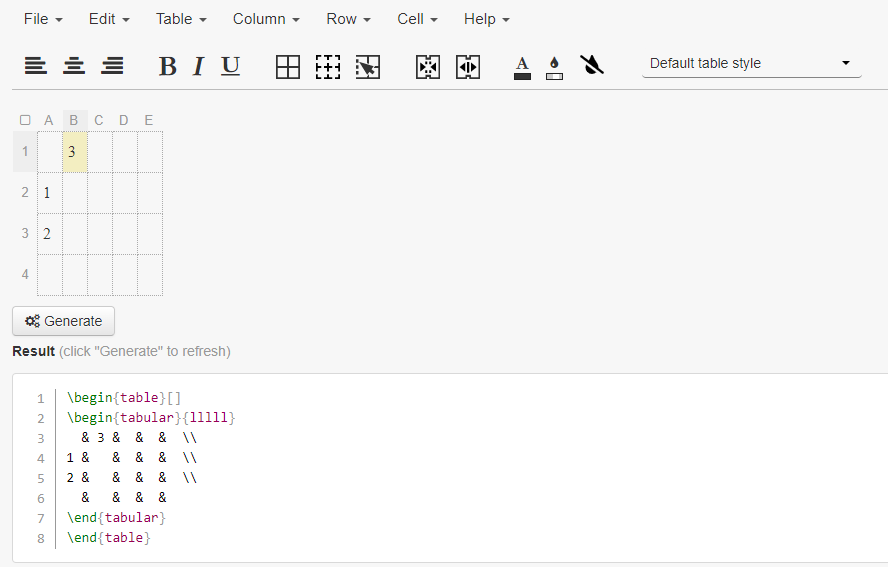 File Edit Table Column Row Cell Help
B I U A Default table style
A B C D E
1 3
2 1
3 2
4
Generate
Result (click "Generate" to refresh)
1 \begin{table}[]
2 \begin{tabular}{lllll}
3   & 3 &  &  &  \\
4 1 &   &  &  &  \\
5 2 &   &  &  &  \\
6   &   &  &  &
7 \end{tabular}
8 \end{table}